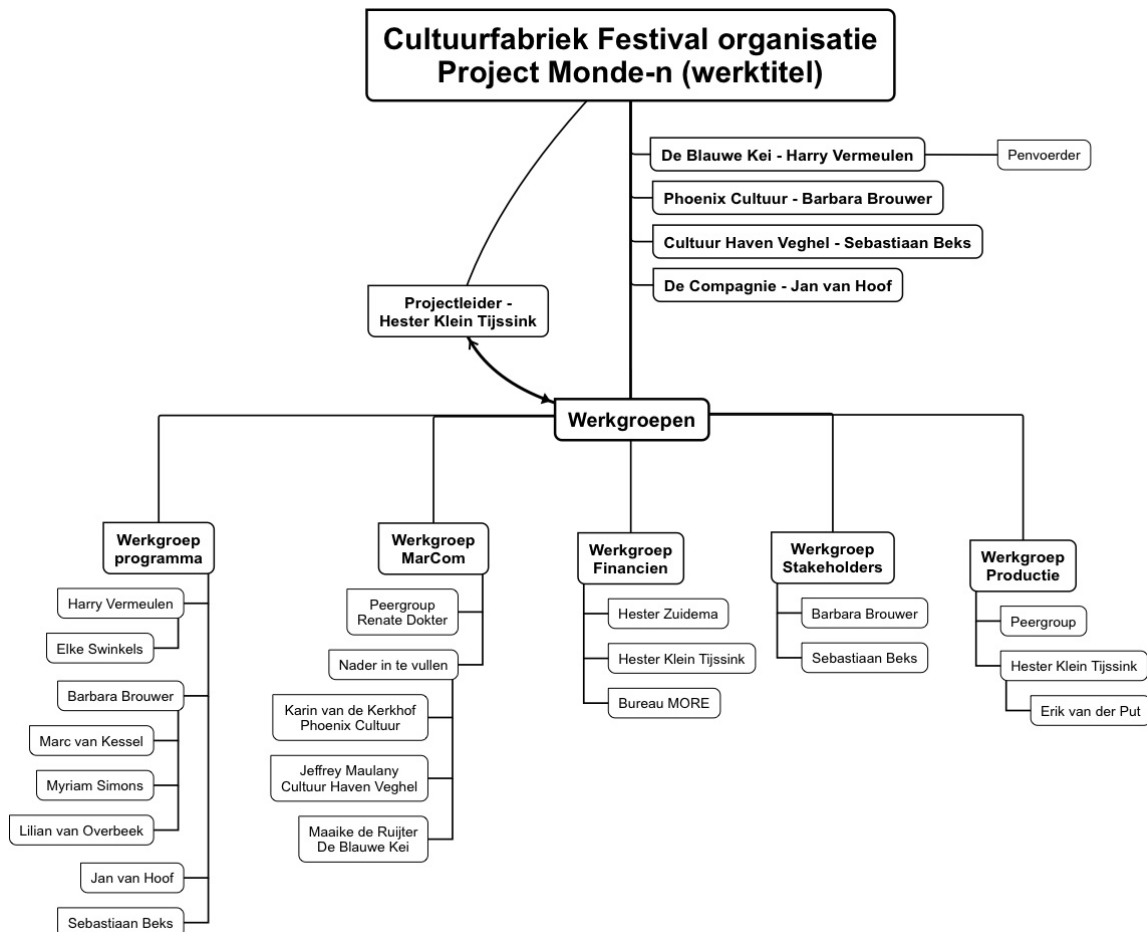 Cultuurfabriek Festival organisatie
Project Monde-n (werktitel)
De Blauwe Kei - Harry Vermeulen
Penvoerder
Phoenix Cultuur - Barbara Brouwer
Cultuur Haven Veghel - Sebastiaan Beks
De Compagnie - Jan van Hoof
Projectleider -
Hester Klein Tijssink
Werkgroepen
Werkgroep
programma
Harry Vermeulen
Elke Swinkels
Barbara Brouwer
Marc van Kessel
Myriam Simons
Lilian van Overbeek
Jan van Hoof
Sebastiaan Beks
Werkgroep
MarCom
Peergroup
Renate Dokter
Nader in te vullen
Karin van de Kerkhof
Phoenix Cultuur
Jeffrey Maulany
Cultuur Haven Veghel
Maaike de Ruijter
De Blauwe Kei
Werkgroep
Financien
Hester Zuidema
Hester Klein Tijssink
Bureau MORE
Werkgroep
Stakeholders
Barbara Brouwer
Sebastiaan Beks
Werkgroep
Productie
Peergroup
Hester Klein Tijssink
Erik van der Put